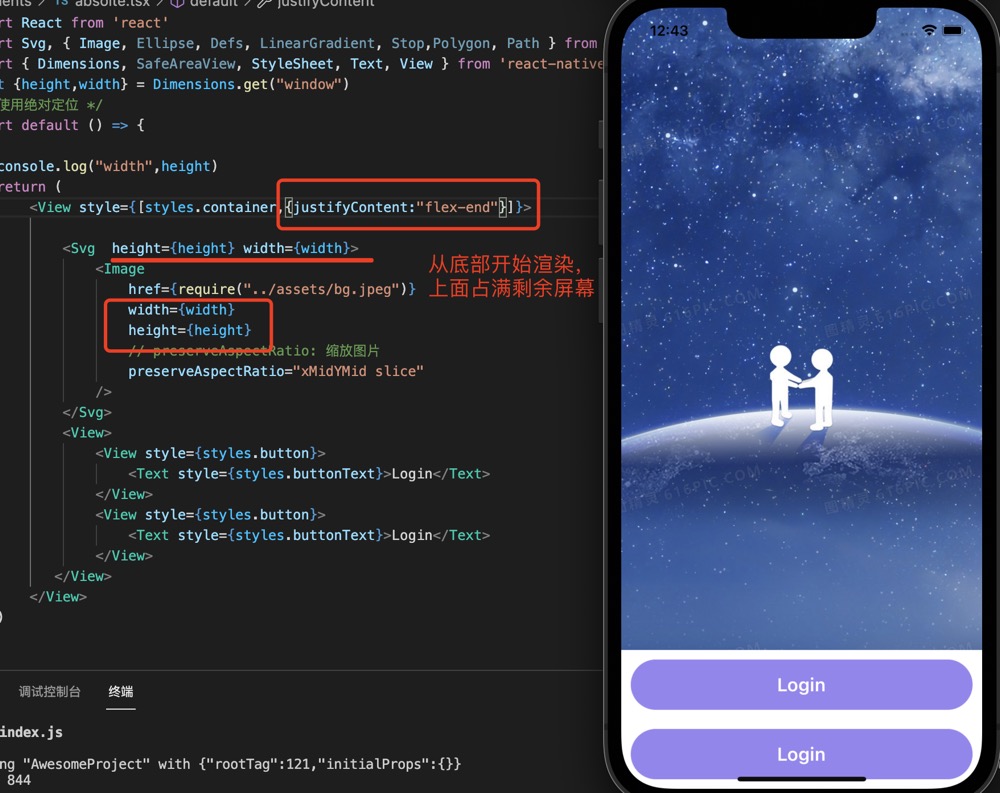 ents > TS absolte.tsx > default > justifyContent
rt React from 'react'
rt Svg, { Image, Ellipse, Defs, LinearGradient, Stop,Polygon, Path } from
rt { Dimensions, SafeAreaView, StyleSheet, Text, View } from 'react-native
t {height,width} = Dimensions.get("window")
使用绝对定位 */
rt default () => {
console.log("width",height)
return (
<View style={[styles.container,{justifyContent:"flex-end"}]}>
<Svg height={height} width={width}>
<Image
href={require("../assets/bg.jpeg")}
width={width}
height={height}
// preserveAspectRatio: 缩放图片
preserveAspectRatio="xMidYMid slice"
/>
</Svg>
<View>
<View style={styles.button}>
<Text style={styles.buttonText}>Login</Text>
</View>
<View style={styles.button}>
<Text style={styles.buttonText}>Login</Text>
</View>
</View>
</View>
)
从底部开始渲染，
上面占满剩余屏幕
调试控制台 终端
index.js
ng "AwesomeProject" with {"rootTag":121,"initialProps":{}}
844
12:43
Login
Login